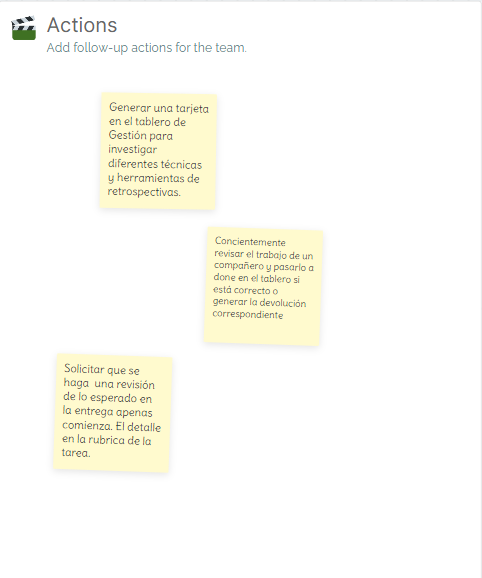 Actions
Add follow-up actions for the team.
Generar una tarjeta
en el tablero de
Gestión para
investigar
diferentes técnicas
y herramientas de
retrospectivas.
Concientemente
revisar el trabajo de un
compañero y pasarlo a
done en el tablero si
está correcto o
generar la devolución
correspondiente
Solicitar que se
haga una revisión
de lo esperado en
la entrega apenas
comienza. El detalle
en la rubrica de la
tarea.